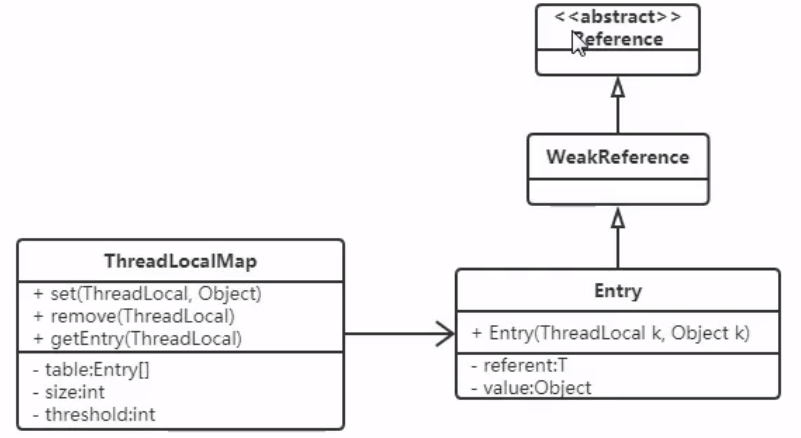 <<abstract>>
Reference
WeakReference
ThreadLocalMap
+ set(ThreadLocal, Object)
+ remove(ThreadLocal)
+ getEntry(ThreadLocal)
- table:Entry[]
- size:int
- threshold:int
Entry
+ Entry(ThreadLocal k, Object k)
- referent:T
- value:Object